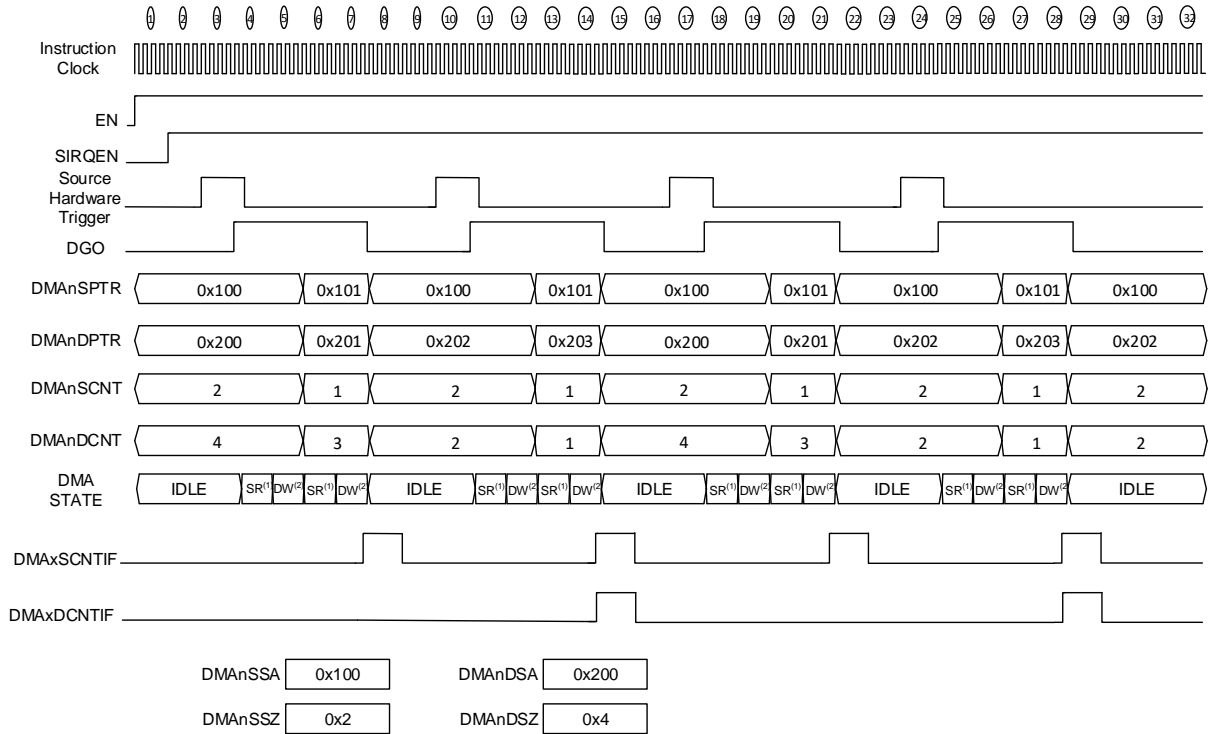 1 2 3 4 5 6 7 8 9 10 11 12 13 14 15 16 17 18 19 20 21 22 23 24 25 26 27 28 29 30 31 32
Instruction
Clock
EN
SIRQEN
Source
Hardware
Trigger
DGO
DMAnSPTR 0x100 0x101 0x100 0x101 0x100 0x101 0x100 0x101 0x100
DMAnDPTR 0x200 0x201 0x202 0x203 0x200 0x201 0x202 0x203 0x202
DMAnSCNT 2 1 2 1 2 1 2 1 2
DMAnDCNT 4 3 2 1 4 3 2 1 2
DMA
STATE IDLE SR(1) DW(2) SR(1) DW(2) IDLE SR(1) DW(2) SR(1) DW(2) IDLE SR(1) DW(2) SR(1) DW(2) IDLE SR(1) DW(2) SR(1) DW(2) IDLE
DMAxSCNTIF
DMAxDCNTIF
DMAnSSA 0x100 DMAnDSA 0x200
DMAnSSZ 0x2 DMAnDSZ 0x4